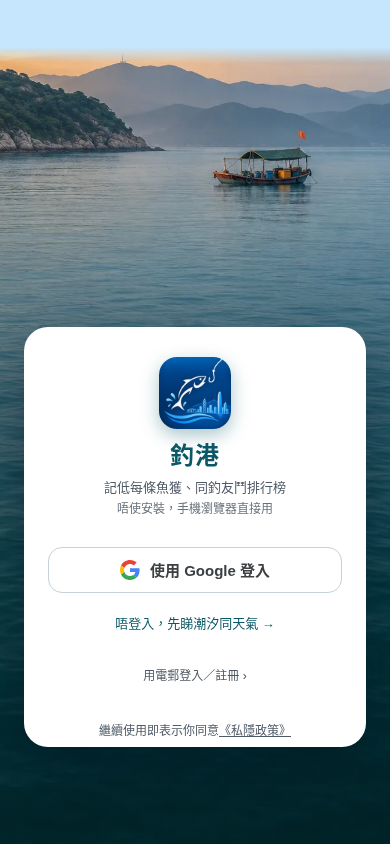 釣港
記低每條魚獲、同釣友鬥排行榜
唔使安裝，手機瀏覽器直接用
使用 Google 登入
唔登入，先睇潮汐同天氣 →
用電郵登入／註冊 ›
繼續使用即表示你同意《私隱政策》